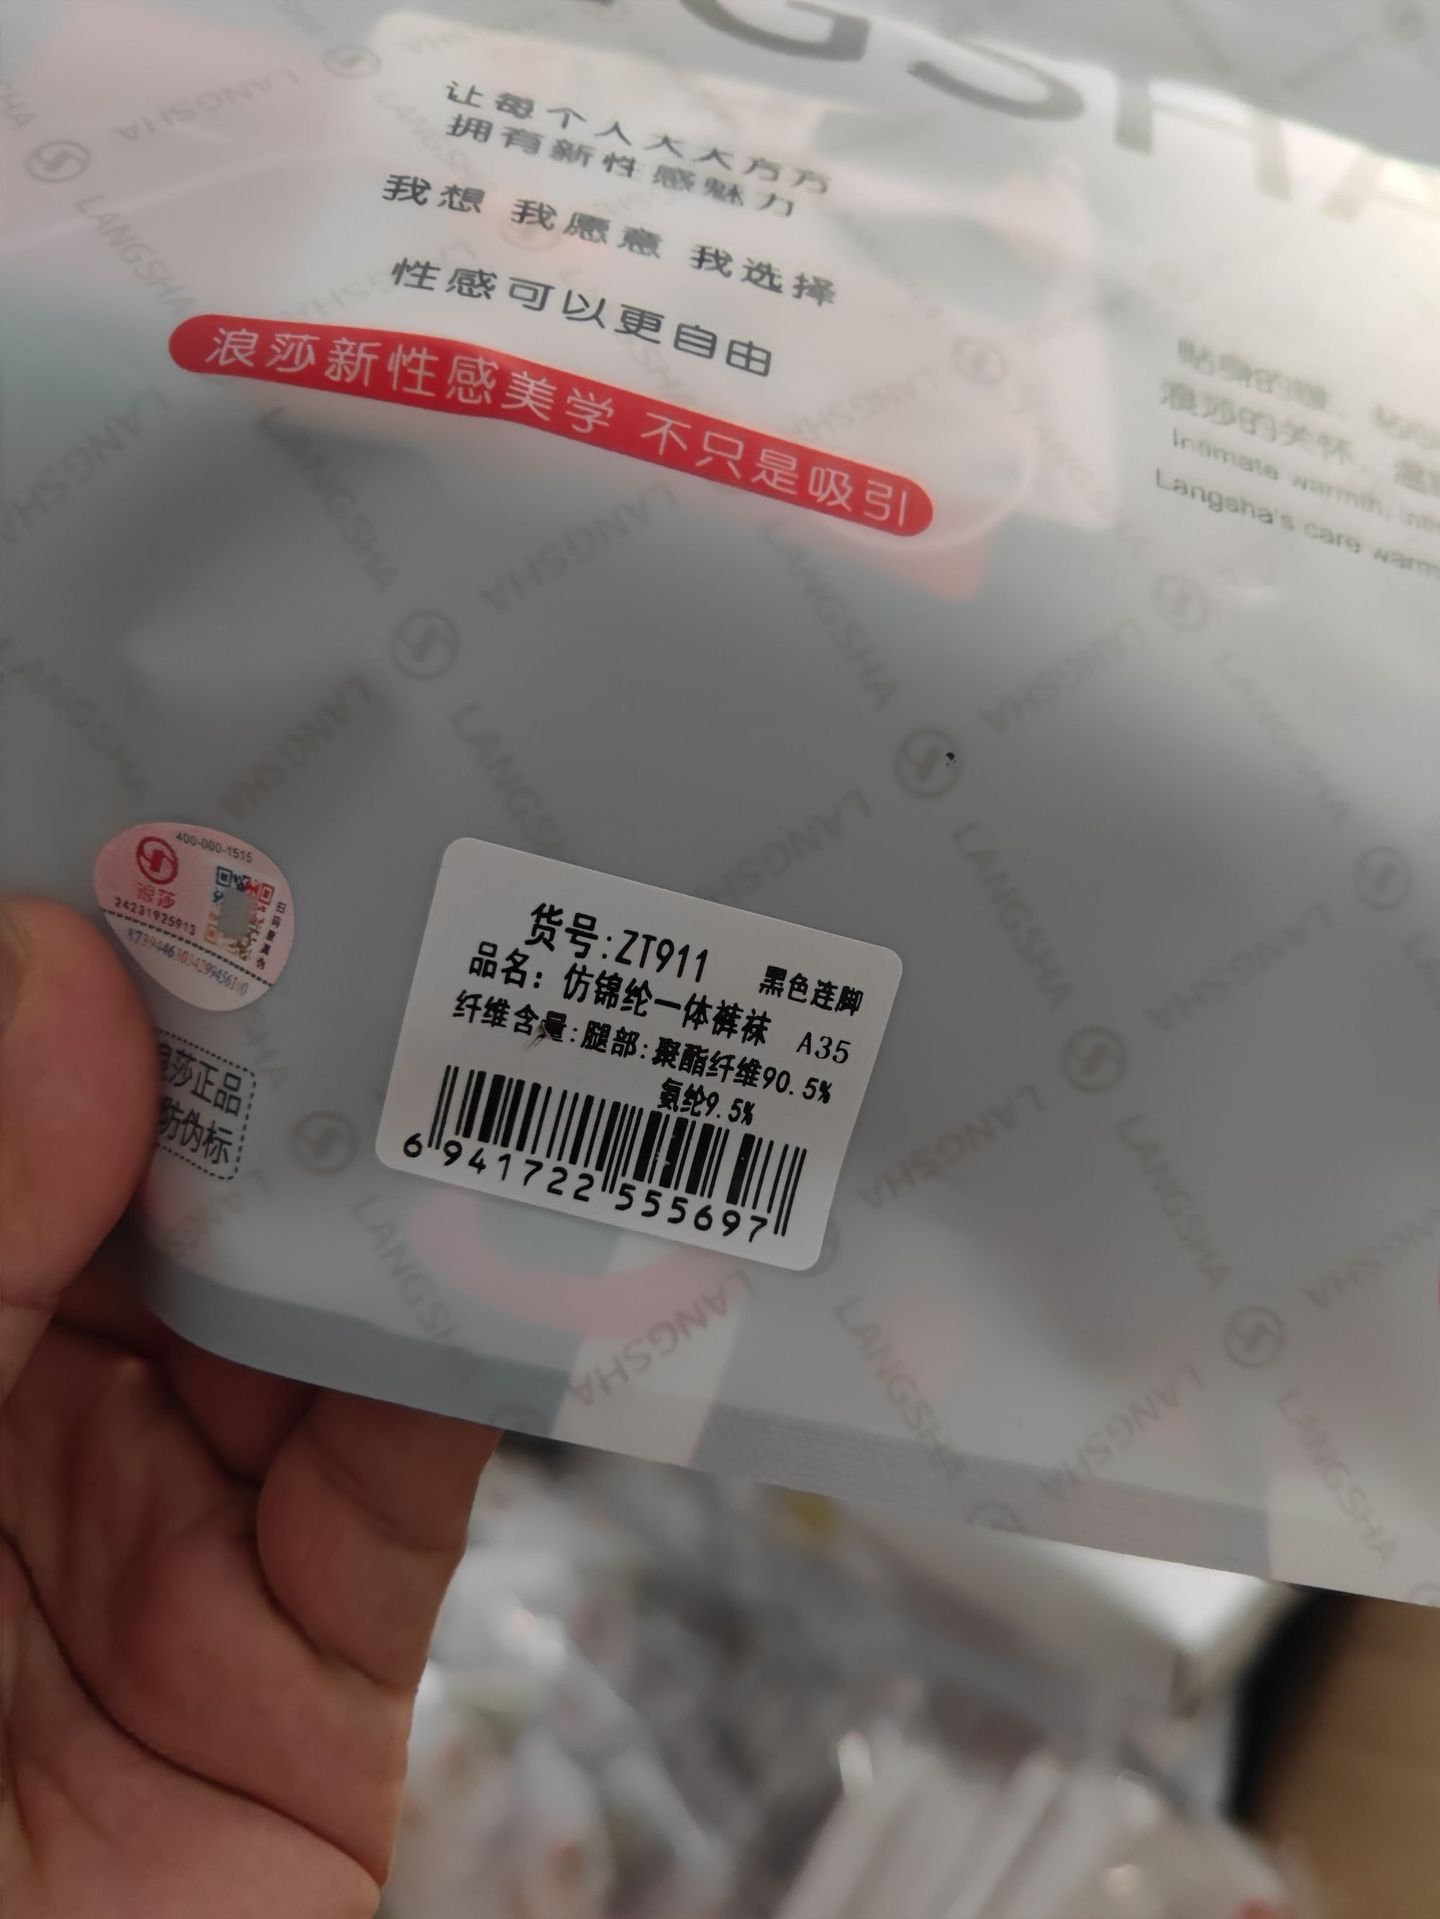 让每个人大大方方
拥有新性感魅力
我想 我愿意 我选择
性感可以更自由
浪莎新性感美学 不只是吸引
贴身的暖
浪莎的关怀
Intimate warmth,
Langsha's care
400-000-1515
浪莎
24231925913
扫码查真伪
浪莎正品
防伪标
货号:ZT911
黑色连脚
品名: 仿锦纶一体裤袜
A35
纤维含量:腿部:聚酯纤维90.5%
氨纶9.5%
6 941722 555697
LANGSHA